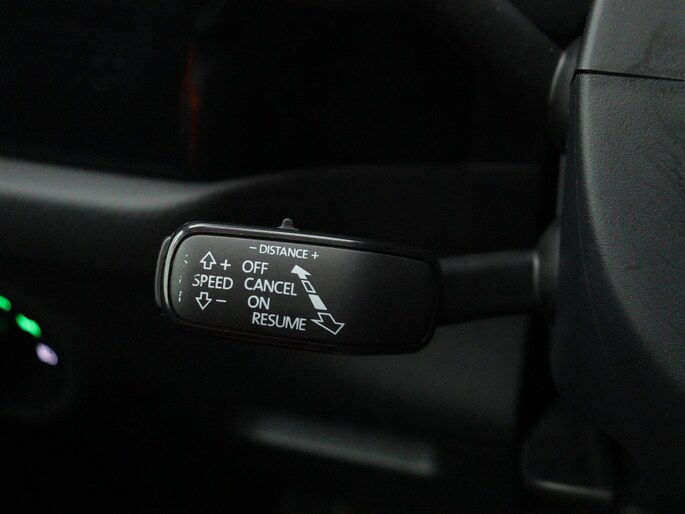 − DISTANCE +
+ OFF
SPEED CANCEL
− ON
RESUME